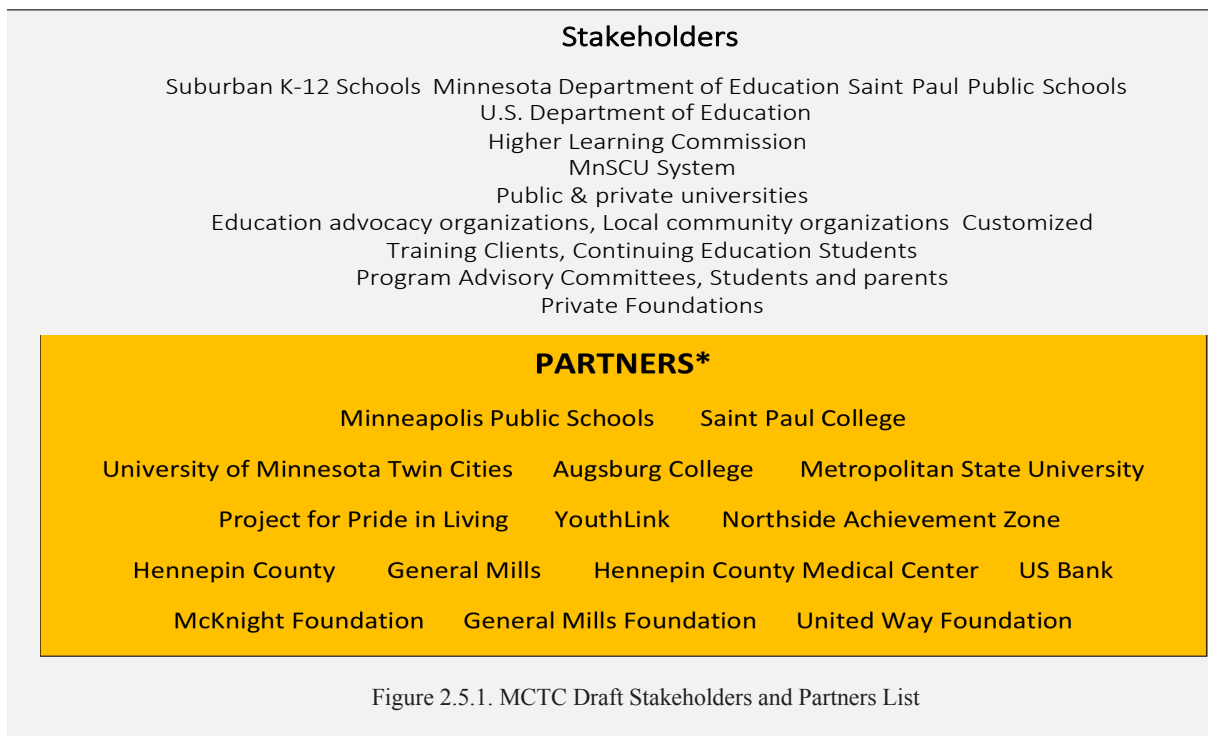 Stakeholders
Suburban K-12 Schools Minnesota Department of Education Saint Paul Public Schools
U.S. Department of Education
Higher Learning Commission
MnSCU System
Public & private universities
Education advocacy organizations, Local community organizations Customized
Training Clients, Continuing Education Students
Program Advisory Committees, Students and parents
Private Foundations
PARTNERS*
Minneapolis Public Schools Saint Paul College
University of Minnesota Twin Cities Augsburg College Metropolitan State University
Project for Pride in Living YouthLink Northside Achievement Zone
Hennepin County General Mills Hennepin County Medical Center US Bank
McKnight Foundation General Mills Foundation United Way Foundation
Figure 2.5.1. MCTC Draft Stakeholders and Partners List